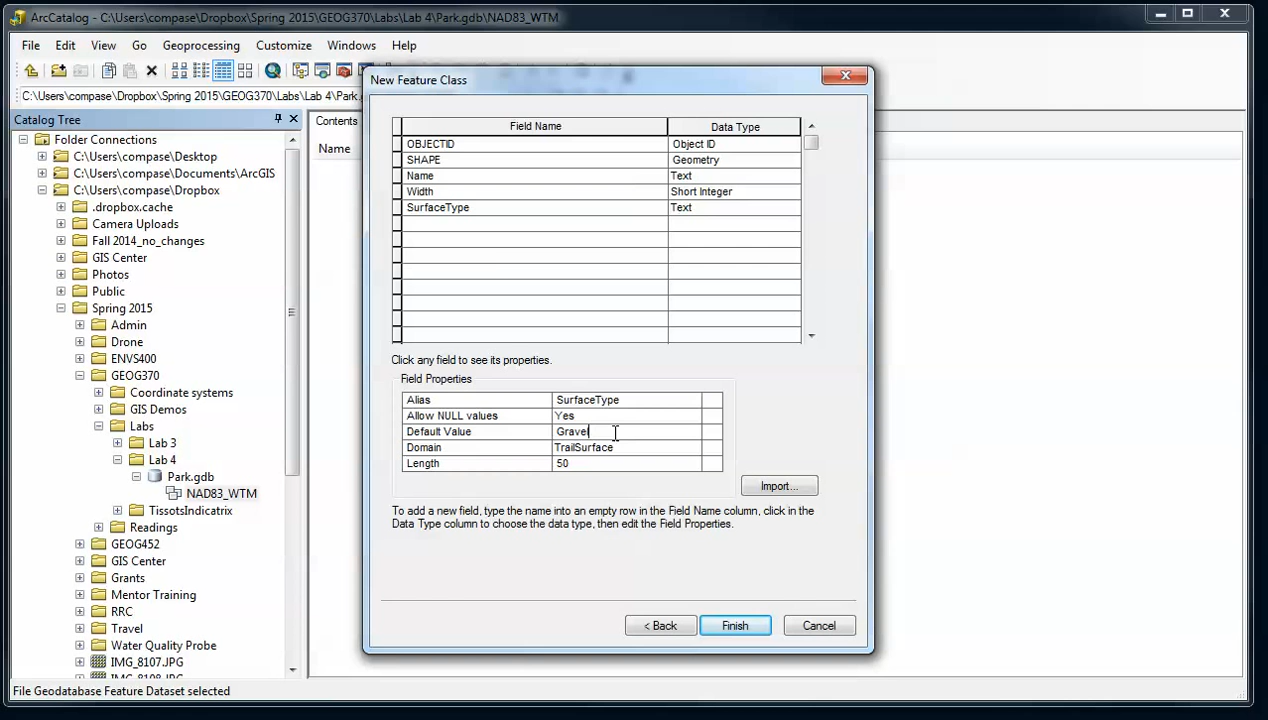 ArcCatalog - C:\Users\compase\Dropbox\Spring 2015\GEOG370\Labs\Lab 4\Park.gdb\NAD83_WTM
File Edit View Go Geoprocessing Customize Windows Help
C:\Users\compase\Dropbox\Spring 2015\GEOG370\Labs\Lab 4\Park.g
Catalog Tree
Folder Connections
C:\Users\compase\Desktop
C:\Users\compase\Documents\ArcGIS
C:\Users\compase\Dropbox
.dropbox.cache
Camera Uploads
Fall 2014_no_changes
GIS Center
Photos
Public
Spring 2015
Admin
Drone
ENVS400
GEOG370
Coordinate systems
GIS Demos
Labs
Lab 3
Lab 4
Park.gdb
NAD83_WTM
TissotsIndicatrix
Readings
GEOG452
GIS Center
Grants
Mentor Training
RRC
Travel
Water Quality Probe
IMG_8107.JPG
File Geodatabase Feature Dataset selected
Contents
Name
New Feature Class
Field Name Data Type
OBJECTID Object ID
SHAPE Geometry
Name Text
Width Short Integer
SurfaceType Text
Click any field to see its properties.
Field Properties
Alias SurfaceType
Allow NULL values Yes
Default Value Gravel
Domain TrailSurface
Length 50
Import...
To add a new field, type the name into an empty row in the Field Name column, click in the
Data Type column to choose the data type, then edit the Field Properties.
< Back Finish Cancel